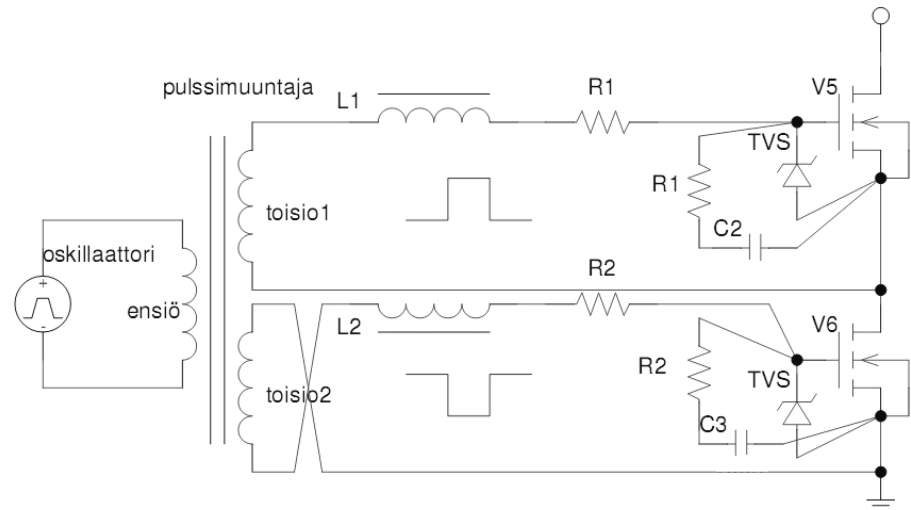 pulssimuuntaja
L1
R1
V5
TVS
R1
toisio1
C2
oskillaattori
+
-
ensiö
R2
L2
V6
R2
TVS
toisio2
C3